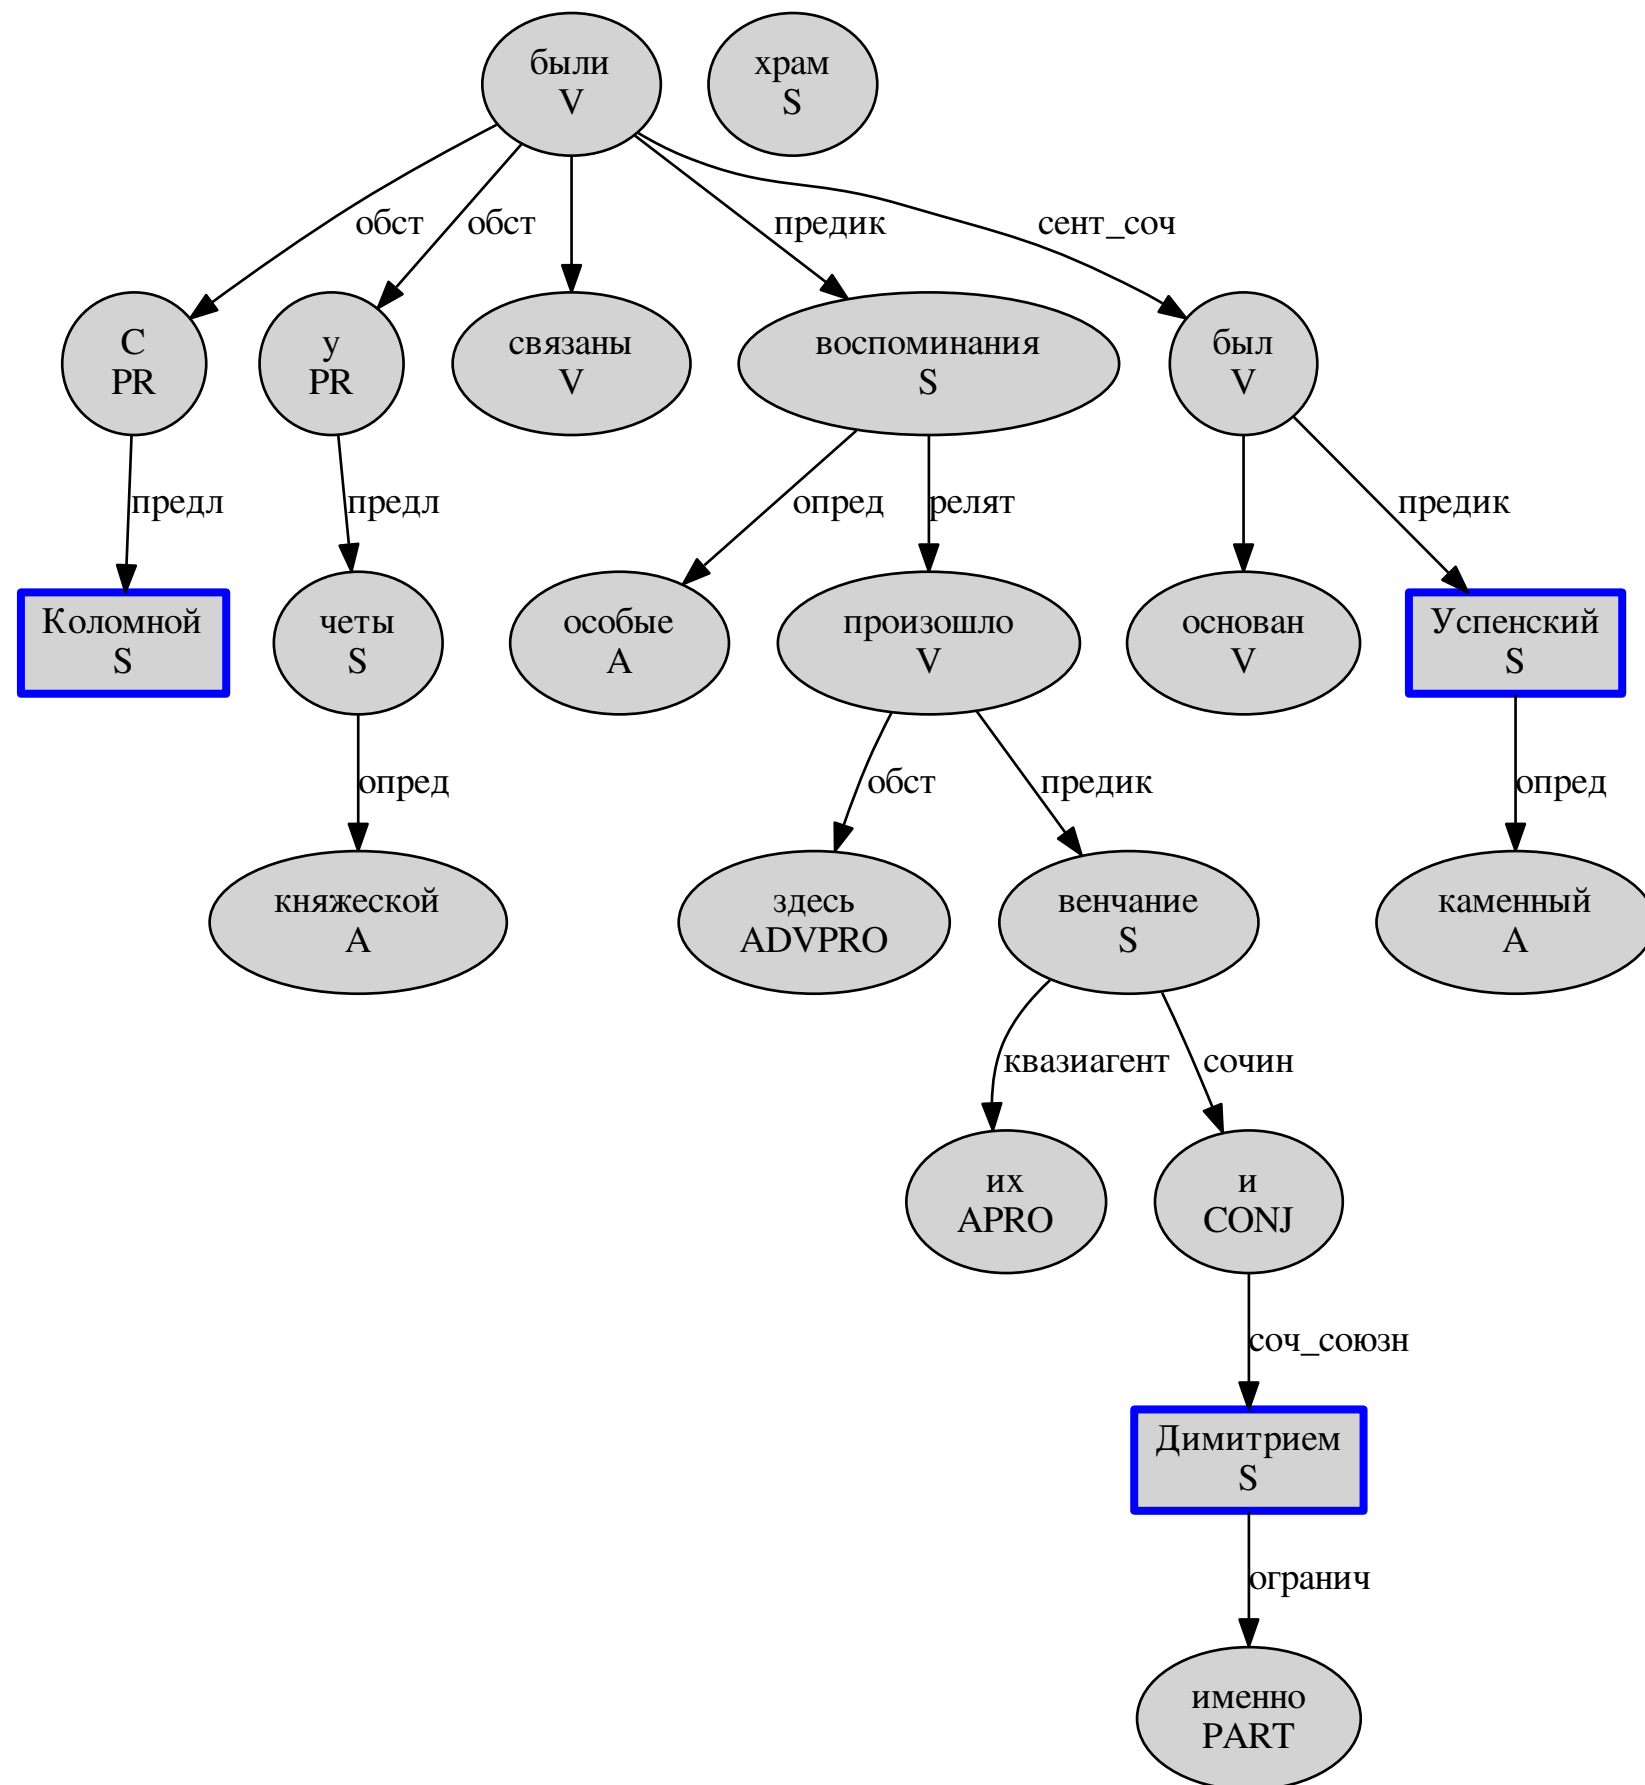 были
V
храм
S
обст
обст
предик
сент_соч
С
PR
у
PR
связаны
V
воспоминания
S
был
V
предл
предл
опред
релят
предик
Коломной
S
четы
S
особые
A
произошло
V
основан
V
Успенский
S
опред
обст
предик
опред
княжеской
A
здесь
ADVPRO
венчание
S
каменный
A
квазиагент
сочин
их
APRO
и
CONJ
соч_союзн
Димитрием
S
огранич
именно
PART